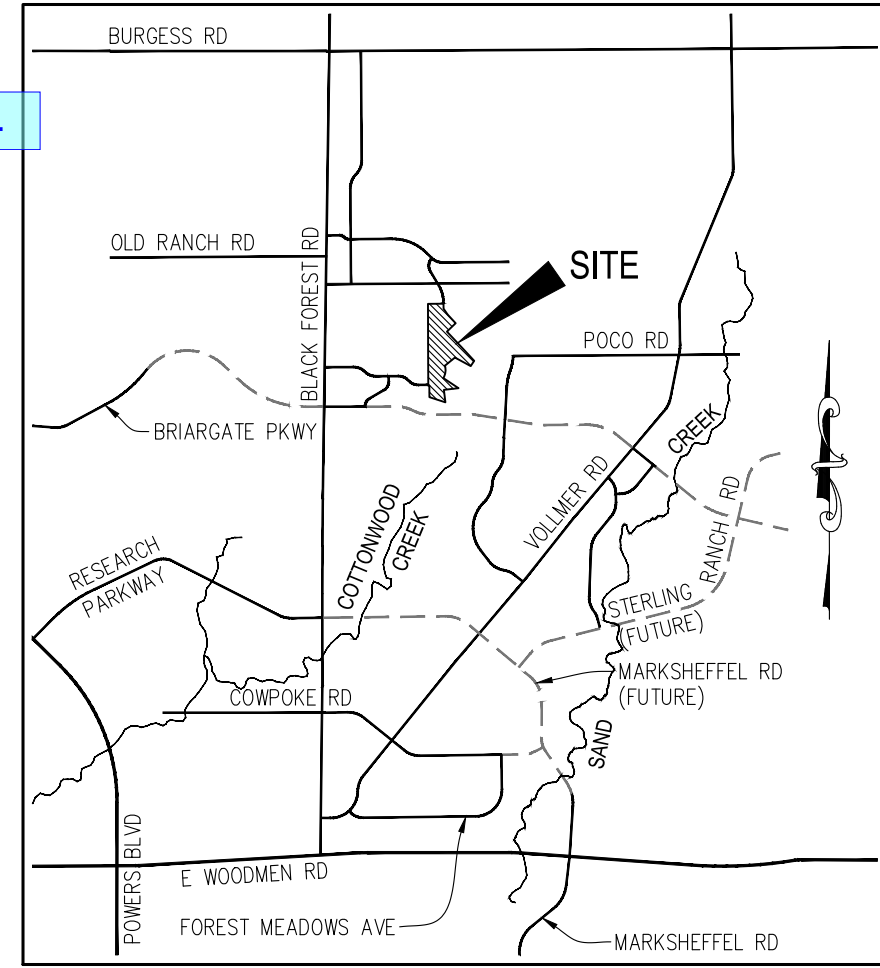 BURGESS RD
OLD RANCH RD
BLACK FOREST RD
SITE
POCO RD
BRIARGATE PKWY
CREEK
VOLLMER RD
RANCH RD
COTTONWOOD
CREEK
RESEARCH
PARKWAY
STERLING
(FUTURE)
MARKSHEFFEL RD
(FUTURE)
COWPOKE RD
SAND
POWERS BLVD
E WOODMEN RD
FOREST MEADOWS AVE
MARKSHEFFEL RD